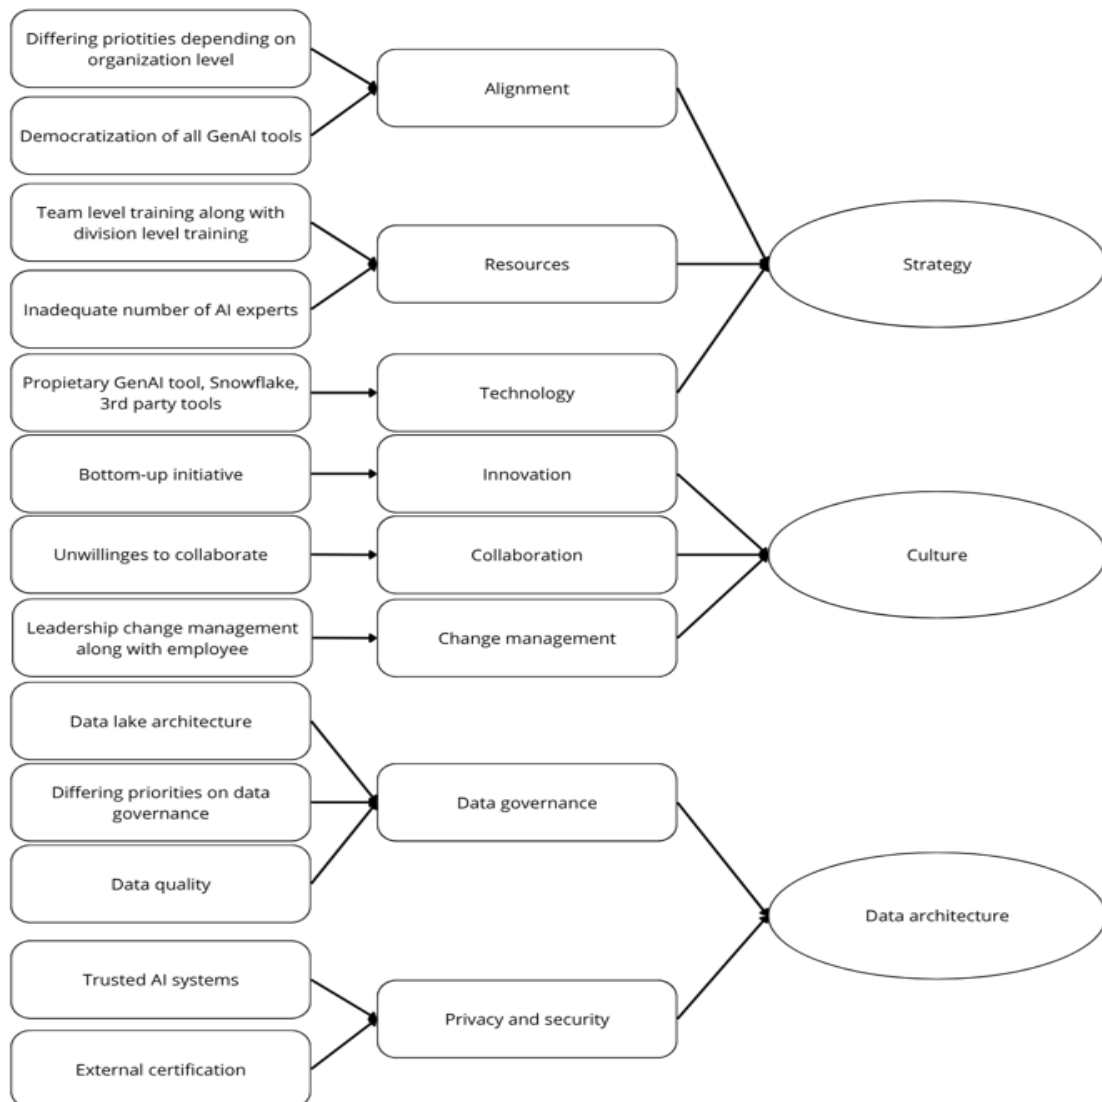 Differing priotities depending on
organization level
Democratization of all GenAI tools
Team level training along with
division level training
Inadequate number of AI experts
Propietary GenAI tool, Snowflake,
3rd party tools
Bottom-up initiative
Unwillinges to collaborate
Leadership change management
along with employee
Data lake architecture
Differing priorities on data
governance
Data quality
Trusted AI systems
External certification
Alignment
Resources
Technology
Innovation
Collaboration
Change management
Data governance
Privacy and security
Strategy
Culture
Data architecture